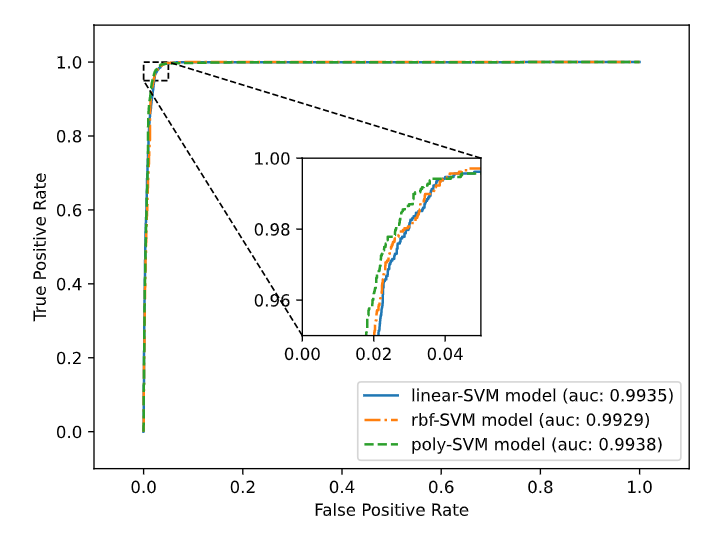 1.0
0.8
0.6
0.4
0.2
0.0
True Positive Rate
1.00
0.98
0.96
0.00 0.02 0.04
linear-SVM model (auc: 0.9935)
rbf-SVM model (auc: 0.9929)
poly-SVM model (auc: 0.9938)
0.0 0.2 0.4 0.6 0.8 1.0
False Positive Rate